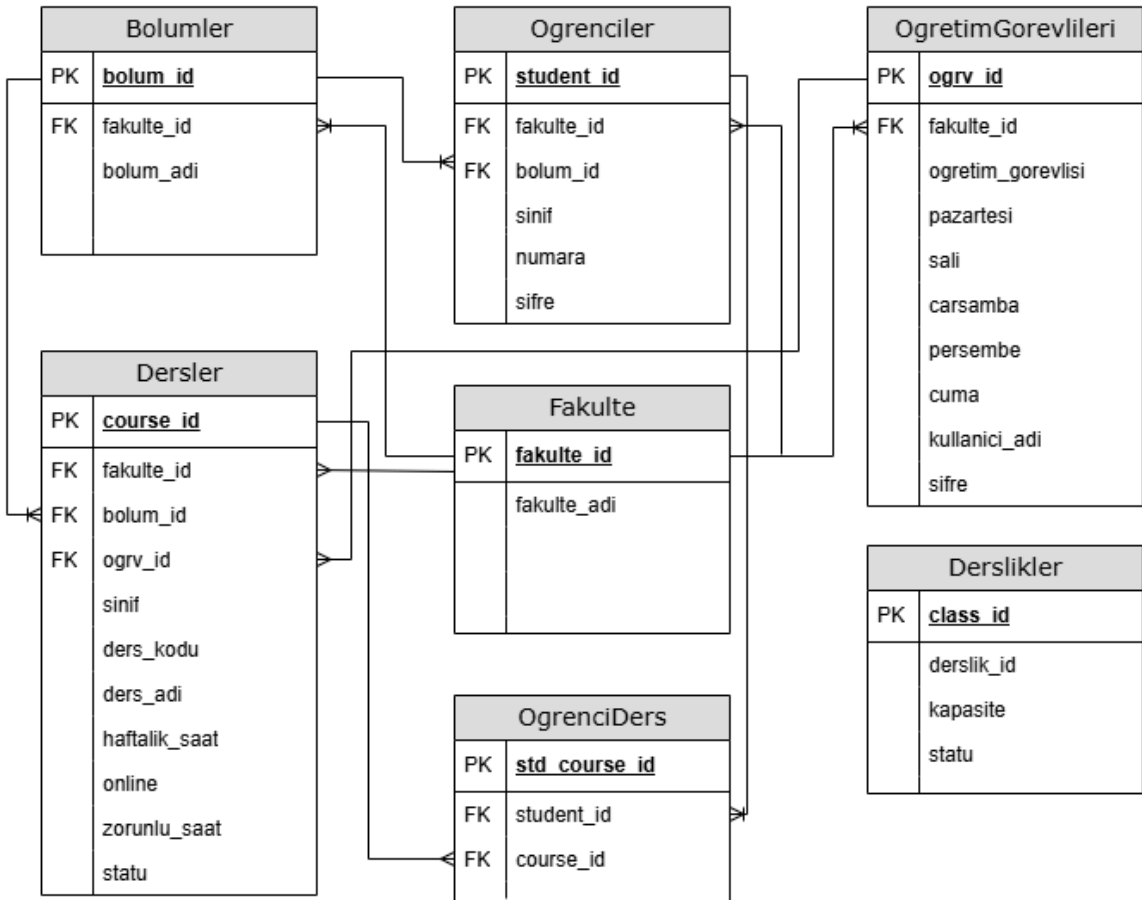 Bolumler
PK bolum_id
FK fakulte_id
bolum_adi
Ogrenciler
PK student_id
FK fakulte_id
FK bolum_id
sinif
numara
sifre
OgretimGorevlileri
PK ogrv_id
FK fakulte_id
ogretim_gorevlisi
pazartesi
sali
carsamba
persembe
cuma
kullanici_adi
sifre
Dersler
PK course_id
FK fakulte_id
FK bolum_id
FK ogrv_id
sinif
ders_kodu
ders_adi
haftalik_saat
online
zorunlu_saat
statu
Fakulte
PK fakulte_id
fakulte_adi
OgrenciDers
PK std_course_id
FK student_id
FK course_id
Derslikler
PK class_id
derslik_id
kapasite
statu